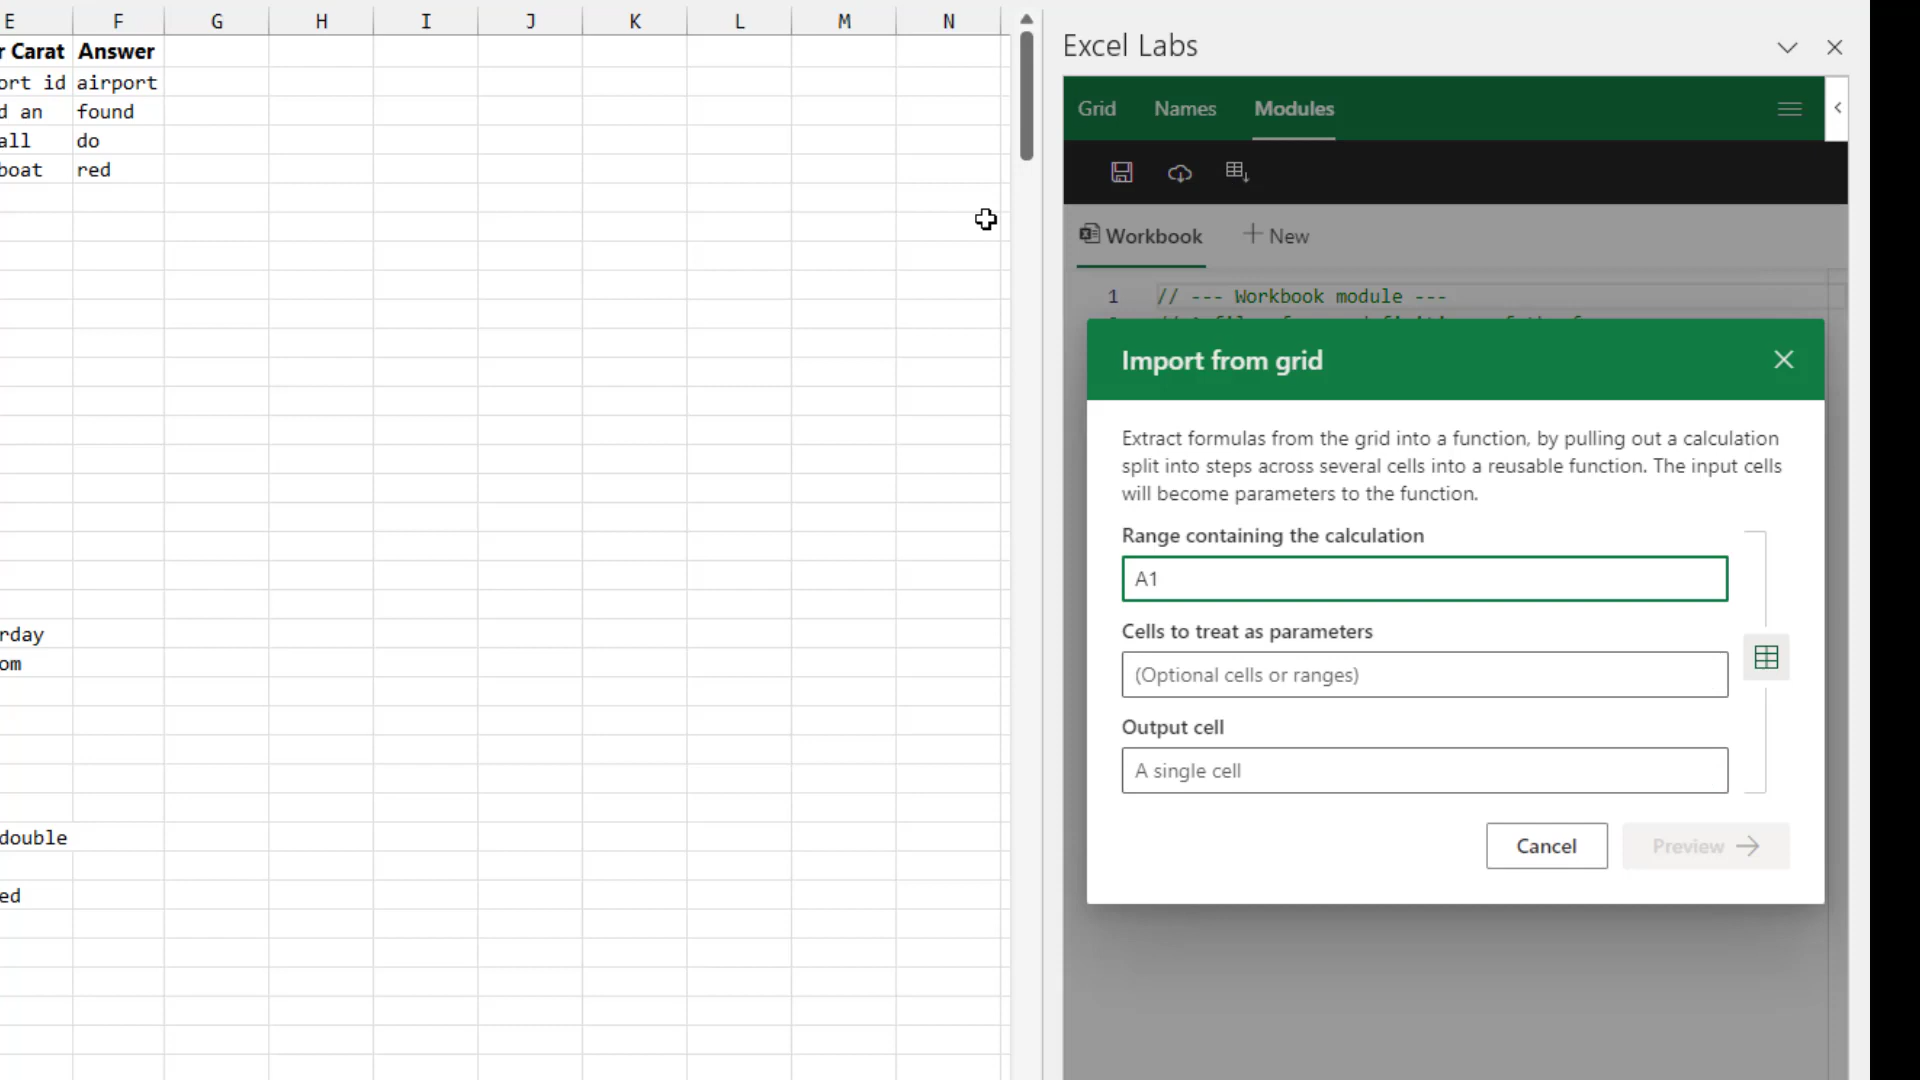 E F G H I J K L M N
r Carat Answer
ort id airport
d an found
all do
boat red
rday
om
double
ed
Excel Labs
Grid Names Modules
Workbook + New
1 // --- Workbook module ---
Import from grid
Extract formulas from the grid into a function, by pulling out a calculation
split into steps across several cells into a reusable function. The input cells
will become parameters to the function.
Range containing the calculation
A1
Cells to treat as parameters
(Optional cells or ranges)
Output cell
A single cell
Cancel Preview